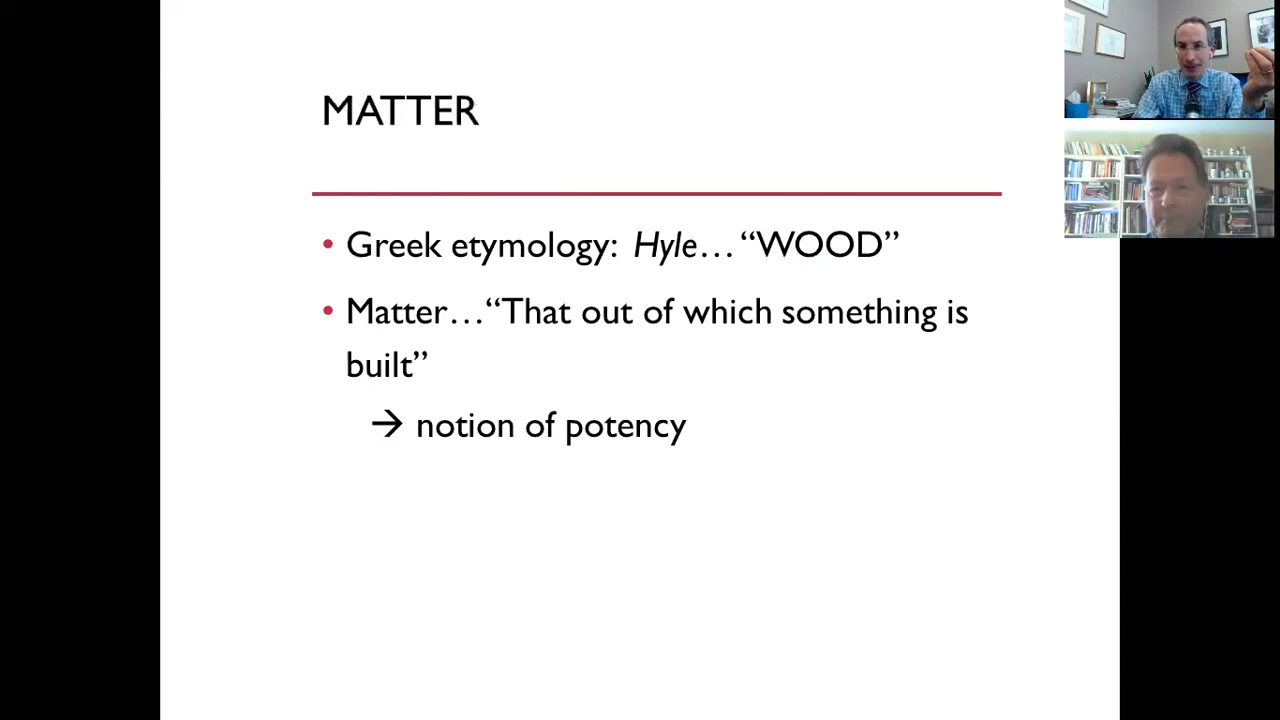 MATTER
• Greek etymology: Hyle… “WOOD”
• Matter…“That out of which something is
built”
→ notion of potency